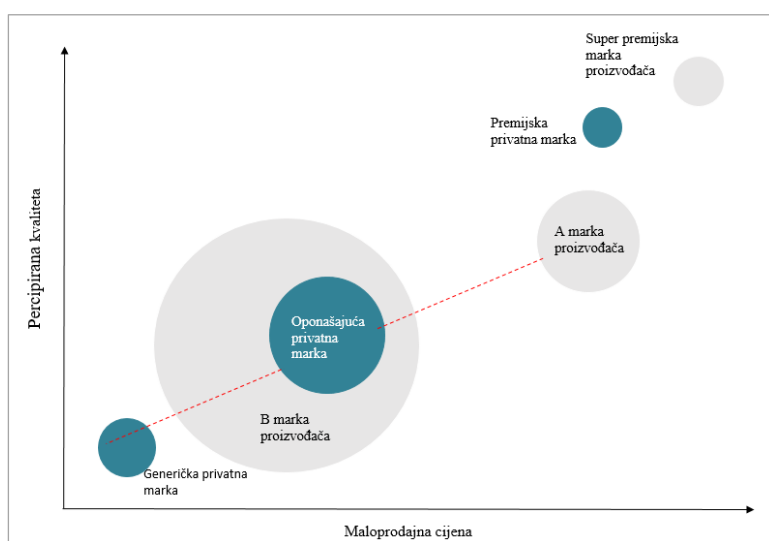 Super premijska
marka
proizvođača
Premijska
privatna marka
A marka
proizvođača
Oponašajuća
privatna
marka
B marka
proizvođača
Generička privatna
marka
Percipirana kvaliteta
Maloprodajna cijena